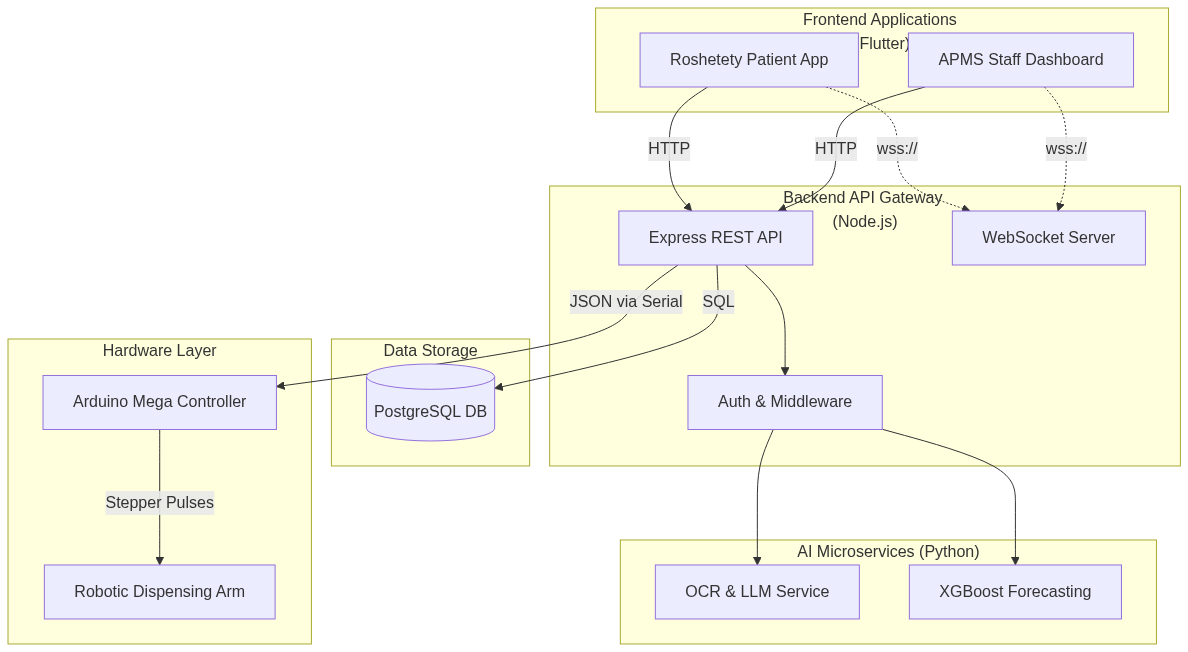 Frontend Applications
Flutter)
Roshetety Patient App
APMS Staff Dashboard
HTTP
HTTP
wss://
wss://
Backend API Gateway
(Node.js)
Express REST API
WebSocket Server
JSON via Serial
SQL
Hardware Layer
Data Storage
Arduino Mega Controller
PostgreSQL DB
Auth & Middleware
Stepper Pulses
AI Microservices (Python)
Robotic Dispensing Arm
OCR & LLM Service
XGBoost Forecasting